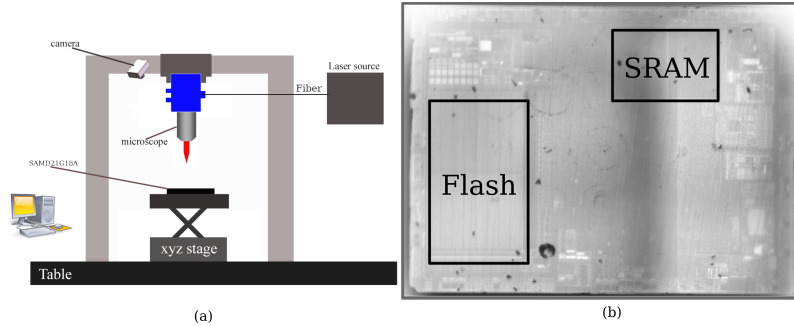 camera
Laser source
Fiber
microscope
SAMD21G18A
xyz stage
Table
(a)
SRAM
Flash
(b)